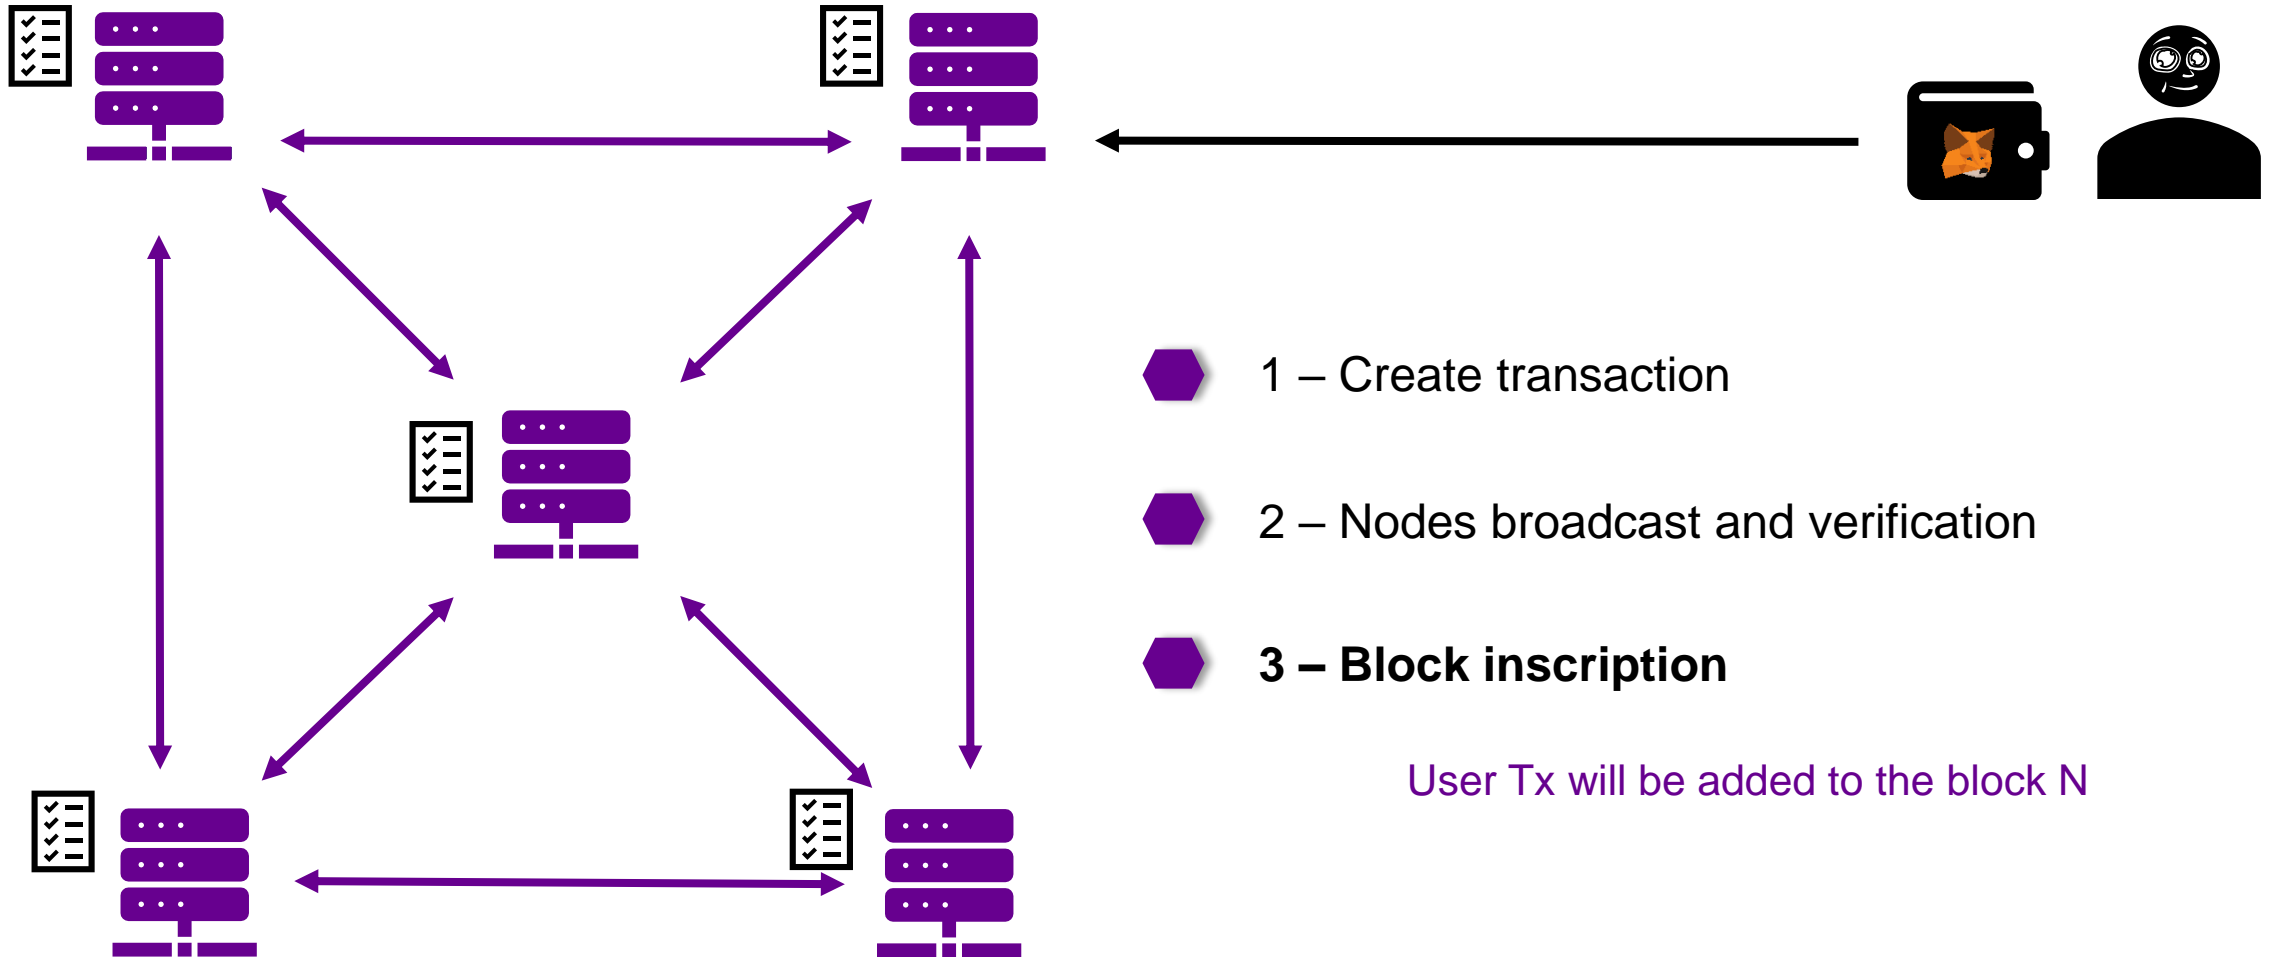 1 – Create transaction
2 – Nodes broadcast and verification
3 – Block inscription
User Tx will be added to the block N